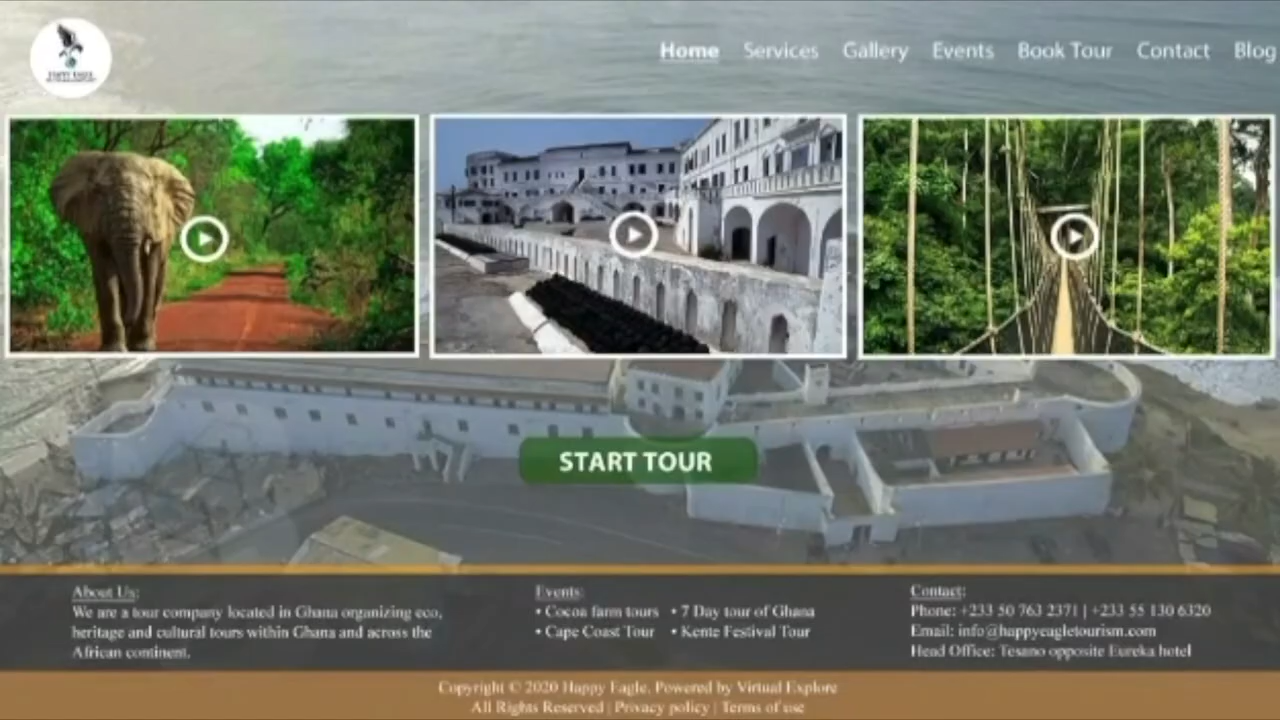 HAPPY EAGLE
Home Services Gallery Events Book Tour Contact Blog
START TOUR
About Us:
We are a tour company located in Ghana organizing eco,
heritage and cultural tours within Ghana and across the
African continent.
Events:
• Cocoa farm tours • 7 Day tour of Ghana
• Cape Coast Tour • Kente Festival Tour
Contact:
Phone: +233 50 763 2371 | +233 55 130 6320
Email: info@happyeagletourism.com
Head Office: Tesano opposite Eureka hotel
Copyright © 2020 Happy Eagle, Powered by Virtual Explore
All Rights Reserved | Privacy policy | Terms of use